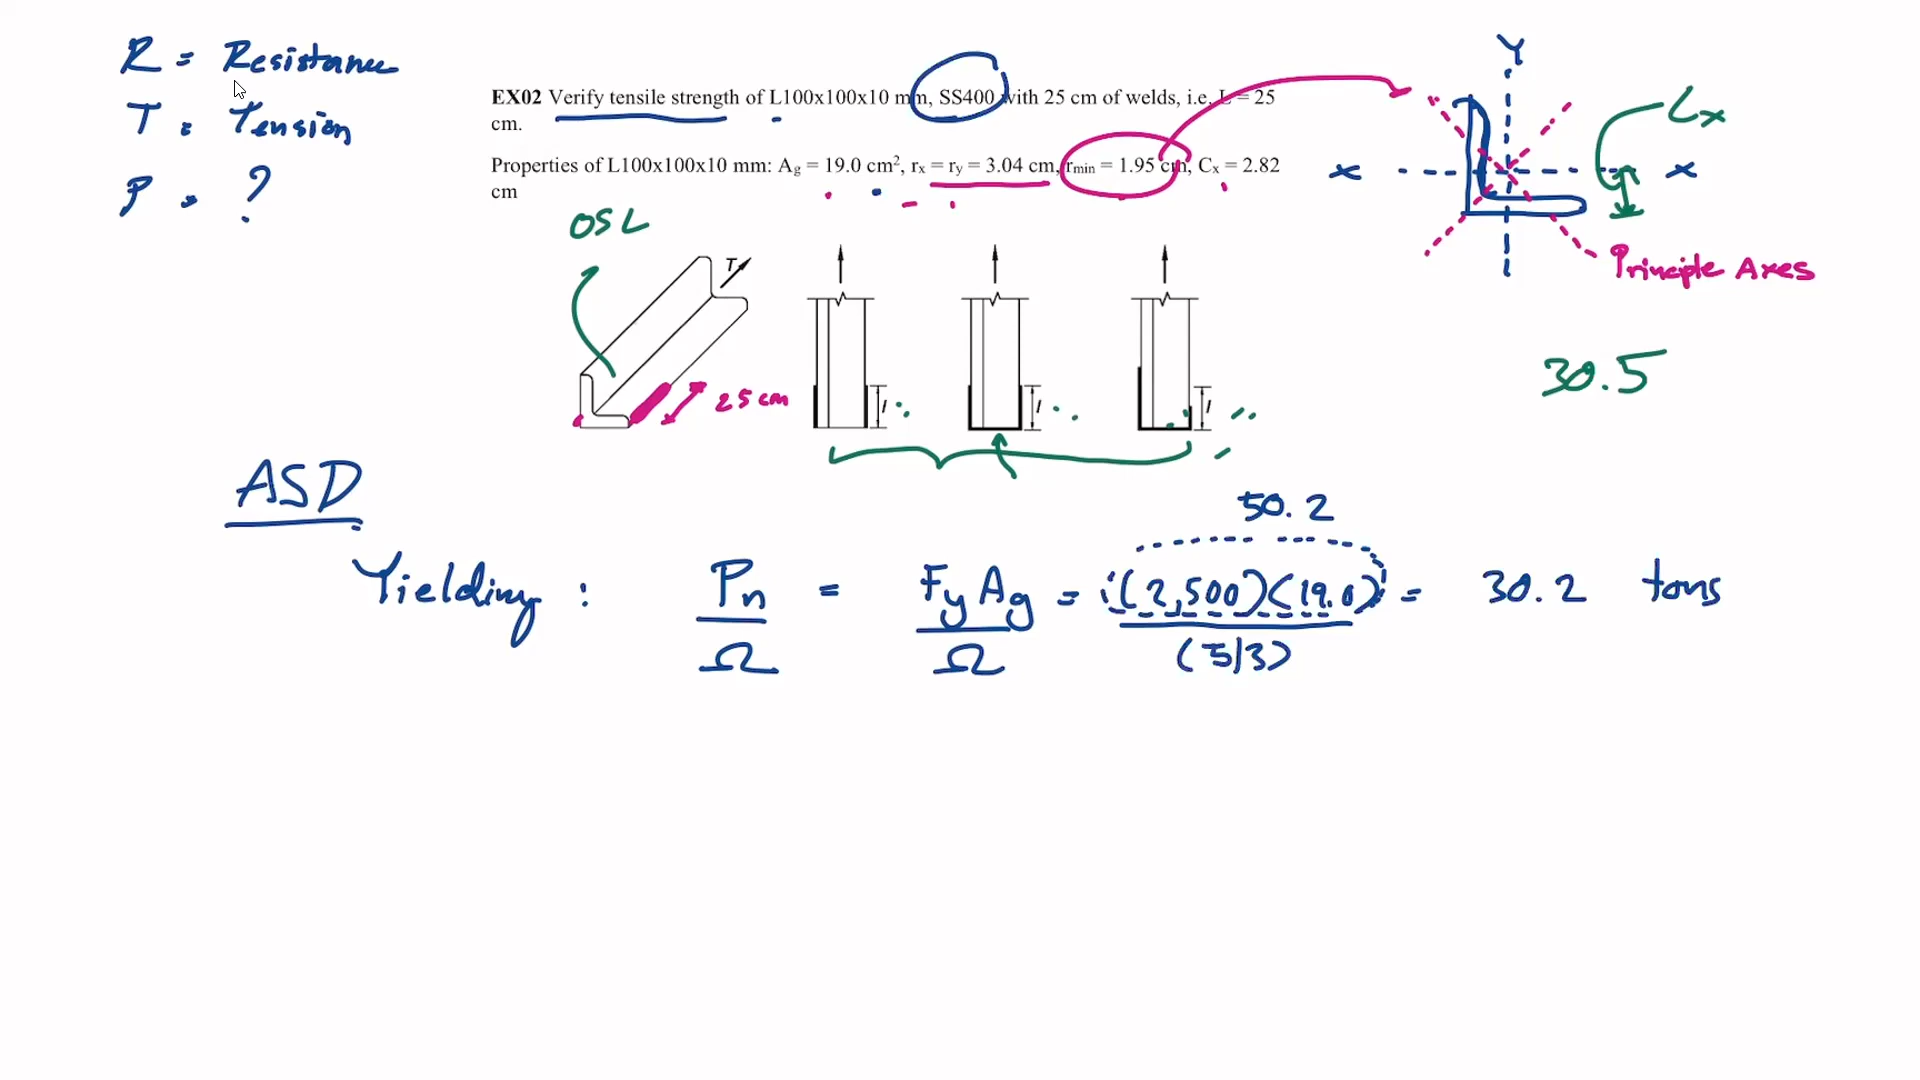 R = Resistance
T = Tension
P = ?
EX02 Verify tensile strength of L100x100x10 mm, SS400 with 25 cm of welds, i.e. L = 25
cm.
Properties of L100x100x10 mm: Ag = 19.0 cm², rx = ry = 3.04 cm, rmin = 1.95 cm, Cx = 2.82
cm
Y
Cx
x x
Principle Axes
OSL
T
25 cm
l l l
30.5
ASD
50.2
Yielding : Pn/Ω = Fy Ag/Ω = (2,500)(19.0)/(5/3) = 30.2 tons